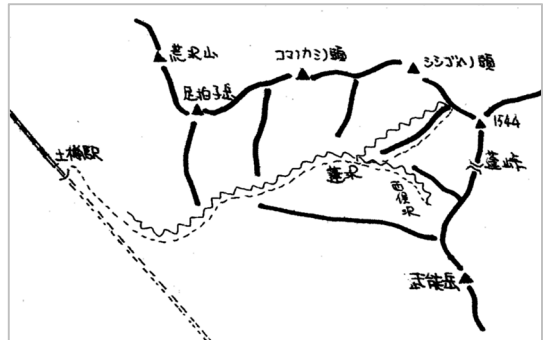 荒沢山
コマノカミノ頭
シシゴヤノ頭
足拍子岳
1544
土樽駅
蓬沢
蓬峠
西俣沢
武能岳